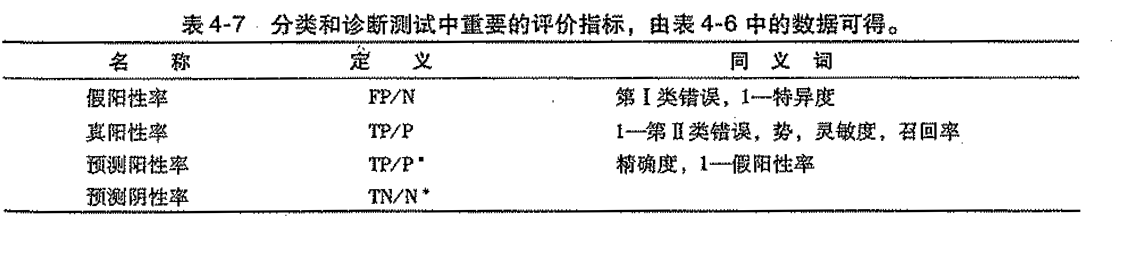 表 4-7 分类和诊断测试中重要的评价指标，由表 4-6 中的数据可得。
名 称 定 义 同 义 词
假阳性率 FP/N 第Ⅰ类错误，1—特异度
真阳性率 TP/P 1—第Ⅱ类错误，势，灵敏度，召回率
预测阳性率 TP/P* 精确度，1—假阳性率
预测阴性率 TN/N*